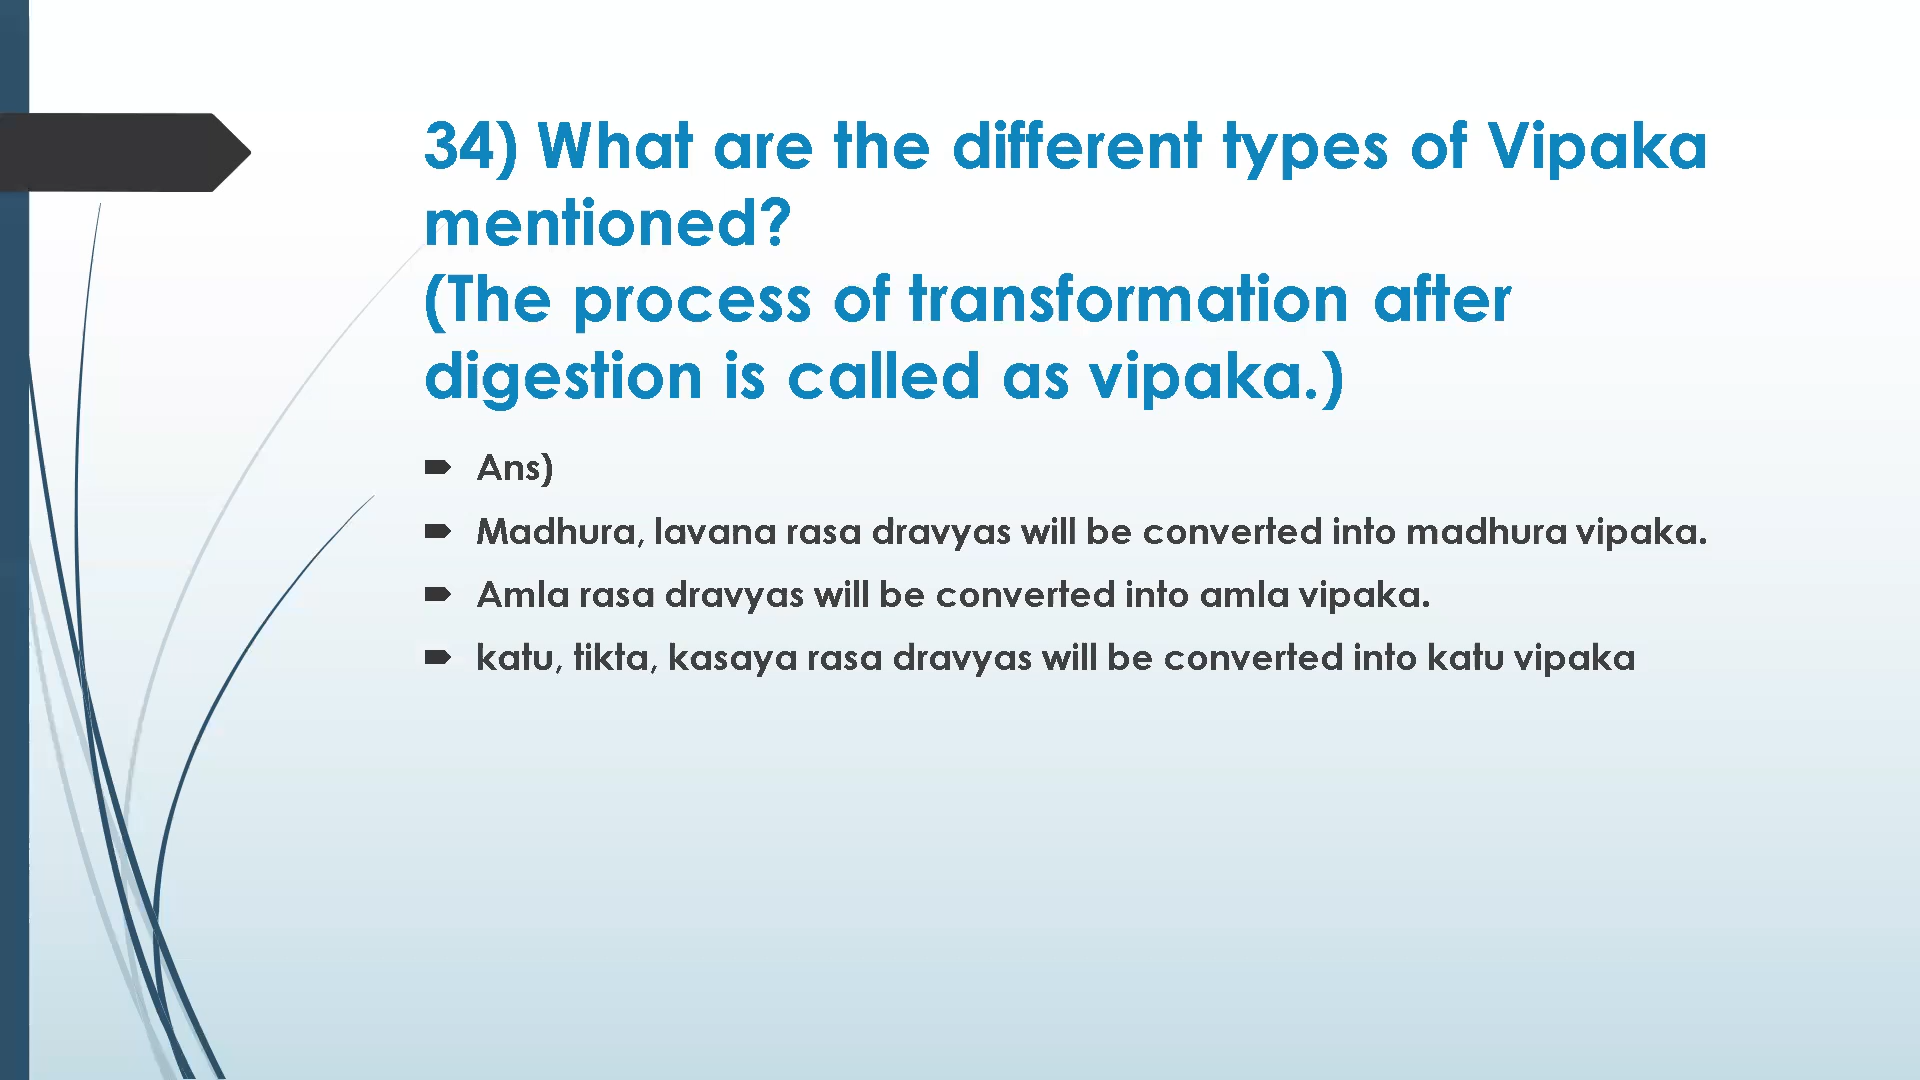 34) What are the different types of Vipaka
mentioned?
(The process of transformation after
digestion is called as vipaka.)
Ans)
Madhura, lavana rasa dravyas will be converted into madhura vipaka.
Amla rasa dravyas will be converted into amla vipaka.
katu, tikta, kasaya rasa dravyas will be converted into katu vipaka